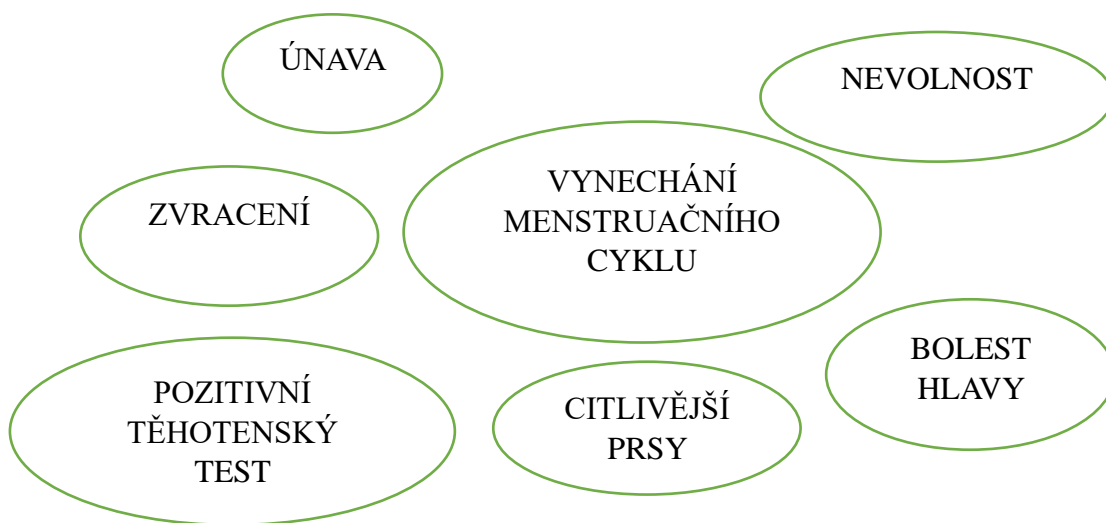 ÚNAVA
NEVOLNOST
ZVRACENÍ
VYNECHÁNÍ
MENSTRUAČNÍHO
CYKLU
POZITIVNÍ
TĚHOTENSKÝ
TEST
CITLIVĚJŠÍ
PRSY
BOLEST
HLAVY